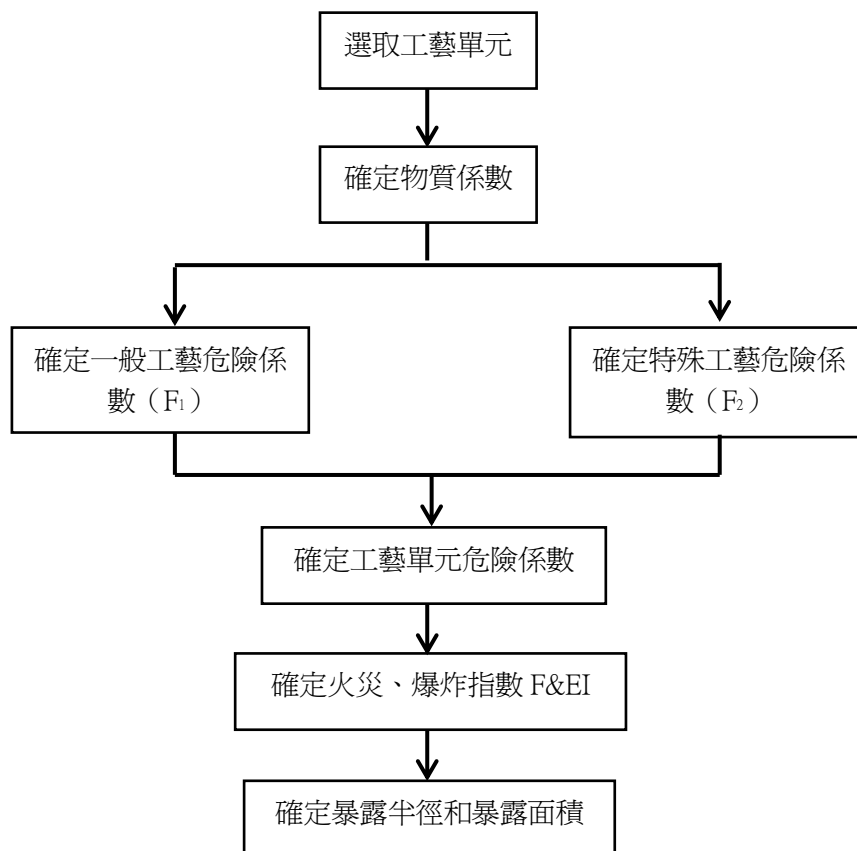 選取工藝單元
確定物質係數
確定一般工藝危險係
數（F₁）
確定特殊工藝危險係
數（F₂）
確定工藝單元危險係數
確定火災、爆炸指數 F&EI
確定暴露半徑和暴露面積